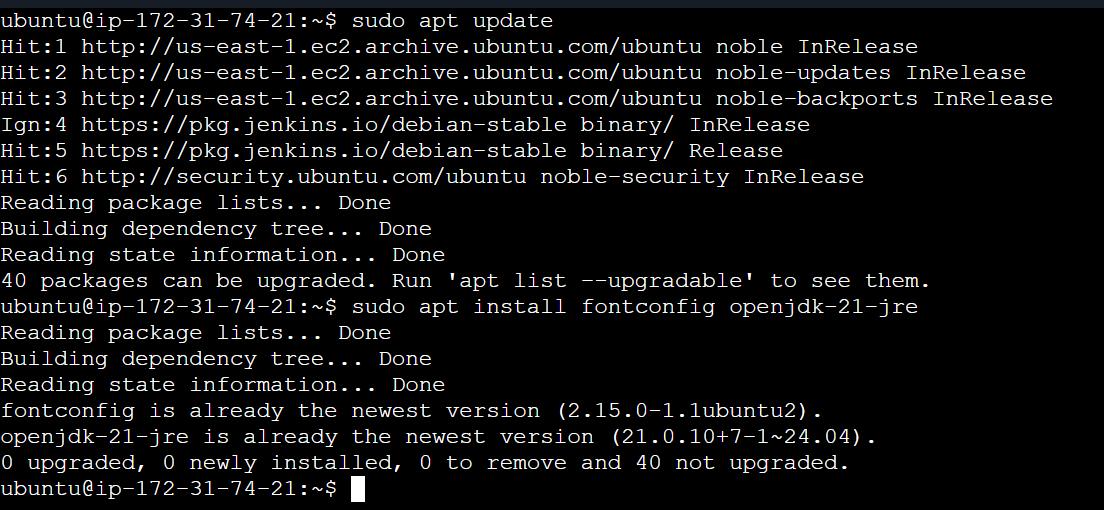 ubuntu@ip-172-31-74-21:~$ sudo apt update
Hit:1 http://us-east-1.ec2.archive.ubuntu.com/ubuntu noble InRelease
Hit:2 http://us-east-1.ec2.archive.ubuntu.com/ubuntu noble-updates InRelease
Hit:3 http://us-east-1.ec2.archive.ubuntu.com/ubuntu noble-backports InRelease
Ign:4 https://pkg.jenkins.io/debian-stable binary/ InRelease
Hit:5 https://pkg.jenkins.io/debian-stable binary/ Release
Hit:6 http://security.ubuntu.com/ubuntu noble-security InRelease
Reading package lists... Done
Building dependency tree... Done
Reading state information... Done
40 packages can be upgraded. Run 'apt list --upgradable' to see them.
ubuntu@ip-172-31-74-21:~$ sudo apt install fontconfig openjdk-21-jre
Reading package lists... Done
Building dependency tree... Done
Reading state information... Done
fontconfig is already the newest version (2.15.0-1.1ubuntu2).
openjdk-21-jre is already the newest version (21.0.10+7-1~24.04).
0 upgraded, 0 newly installed, 0 to remove and 40 not upgraded.
ubuntu@ip-172-31-74-21:~$